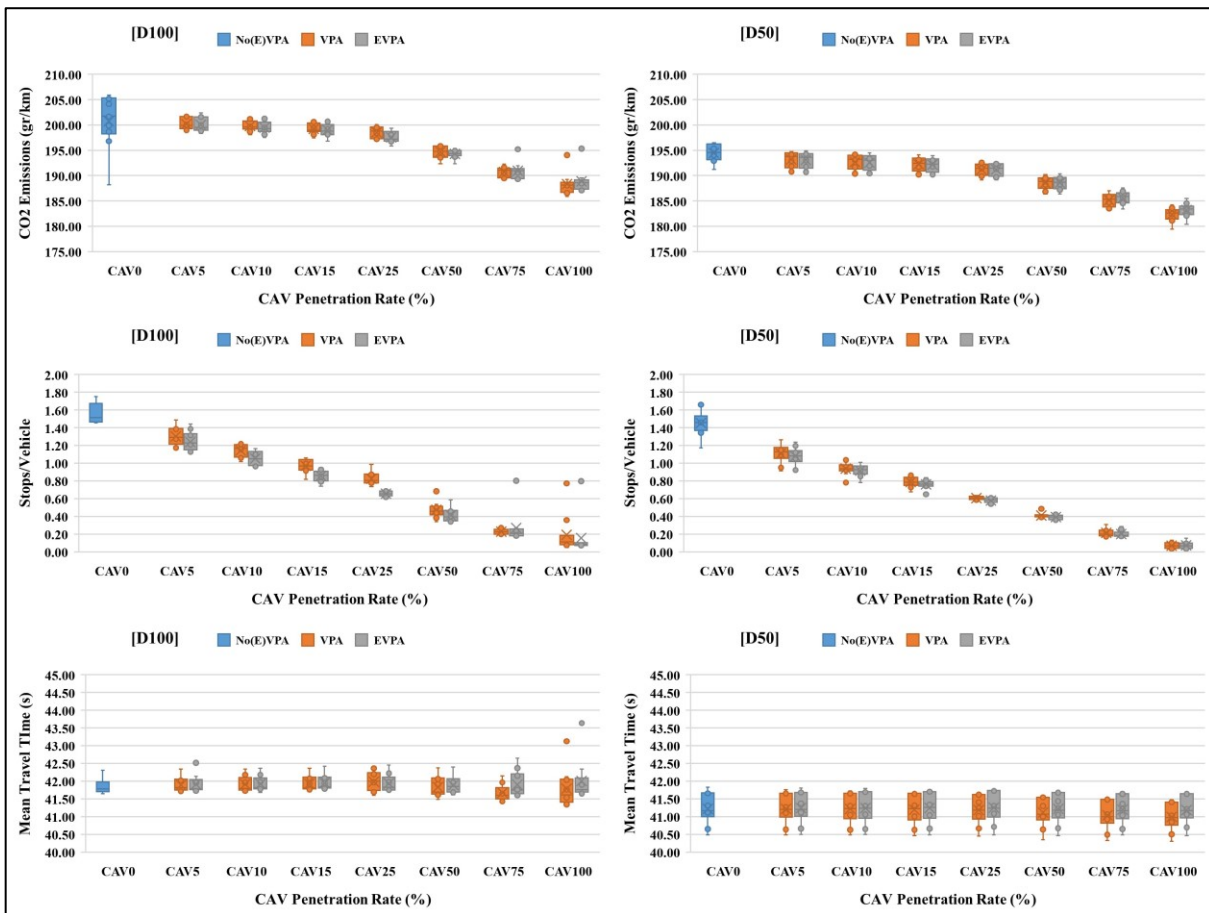 [D100]
No(E)VPA VPA EVPA
CO2 Emissions (gr/km)
210.00
205.00
200.00
195.00
190.00
185.00
180.00
175.00
CAV0 CAV5 CAV10 CAV15 CAV25 CAV50 CAV75 CAV100
CAV Penetration Rate (%)
[D50]
No(E)VPA VPA EVPA
CO2 Emissions (gr/km)
210.00
205.00
200.00
195.00
190.00
185.00
180.00
175.00
CAV0 CAV5 CAV10 CAV15 CAV25 CAV50 CAV75 CAV100
CAV Penetration Rate (%)
[D100]
No(E)VPA VPA EVPA
Stops/Vehicle
2.00
1.80
1.60
1.40
1.20
1.00
0.80
0.60
0.40
0.20
0.00
CAV0 CAV5 CAV10 CAV15 CAV25 CAV50 CAV75 CAV100
CAV Penetration Rate (%)
[D50]
No(E)VPA VPA EVPA
Stops/Vehicle
2.00
1.80
1.60
1.40
1.20
1.00
0.80
0.60
0.40
0.20
0.00
CAV0 CAV5 CAV10 CAV15 CAV25 CAV50 CAV75 CAV100
CAV Penetration Rate (%)
[D100]
No(E)VPA VPA EVPA
Mean Travel TIme (s)
45.00
44.50
44.00
43.50
43.00
42.50
42.00
41.50
41.00
40.50
40.00
CAV0 CAV5 CAV10 CAV15 CAV25 CAV50 CAV75 CAV100
CAV Penetration Rate (%)
[D50]
No(E)VPA VPA EVPA
Mean Travel Time (s)
45.00
44.50
44.00
43.50
43.00
42.50
42.00
41.50
41.00
40.50
40.00
CAV0 CAV5 CAV10 CAV15 CAV25 CAV50 CAV75 CAV100
CAV Penetration Rate (%)